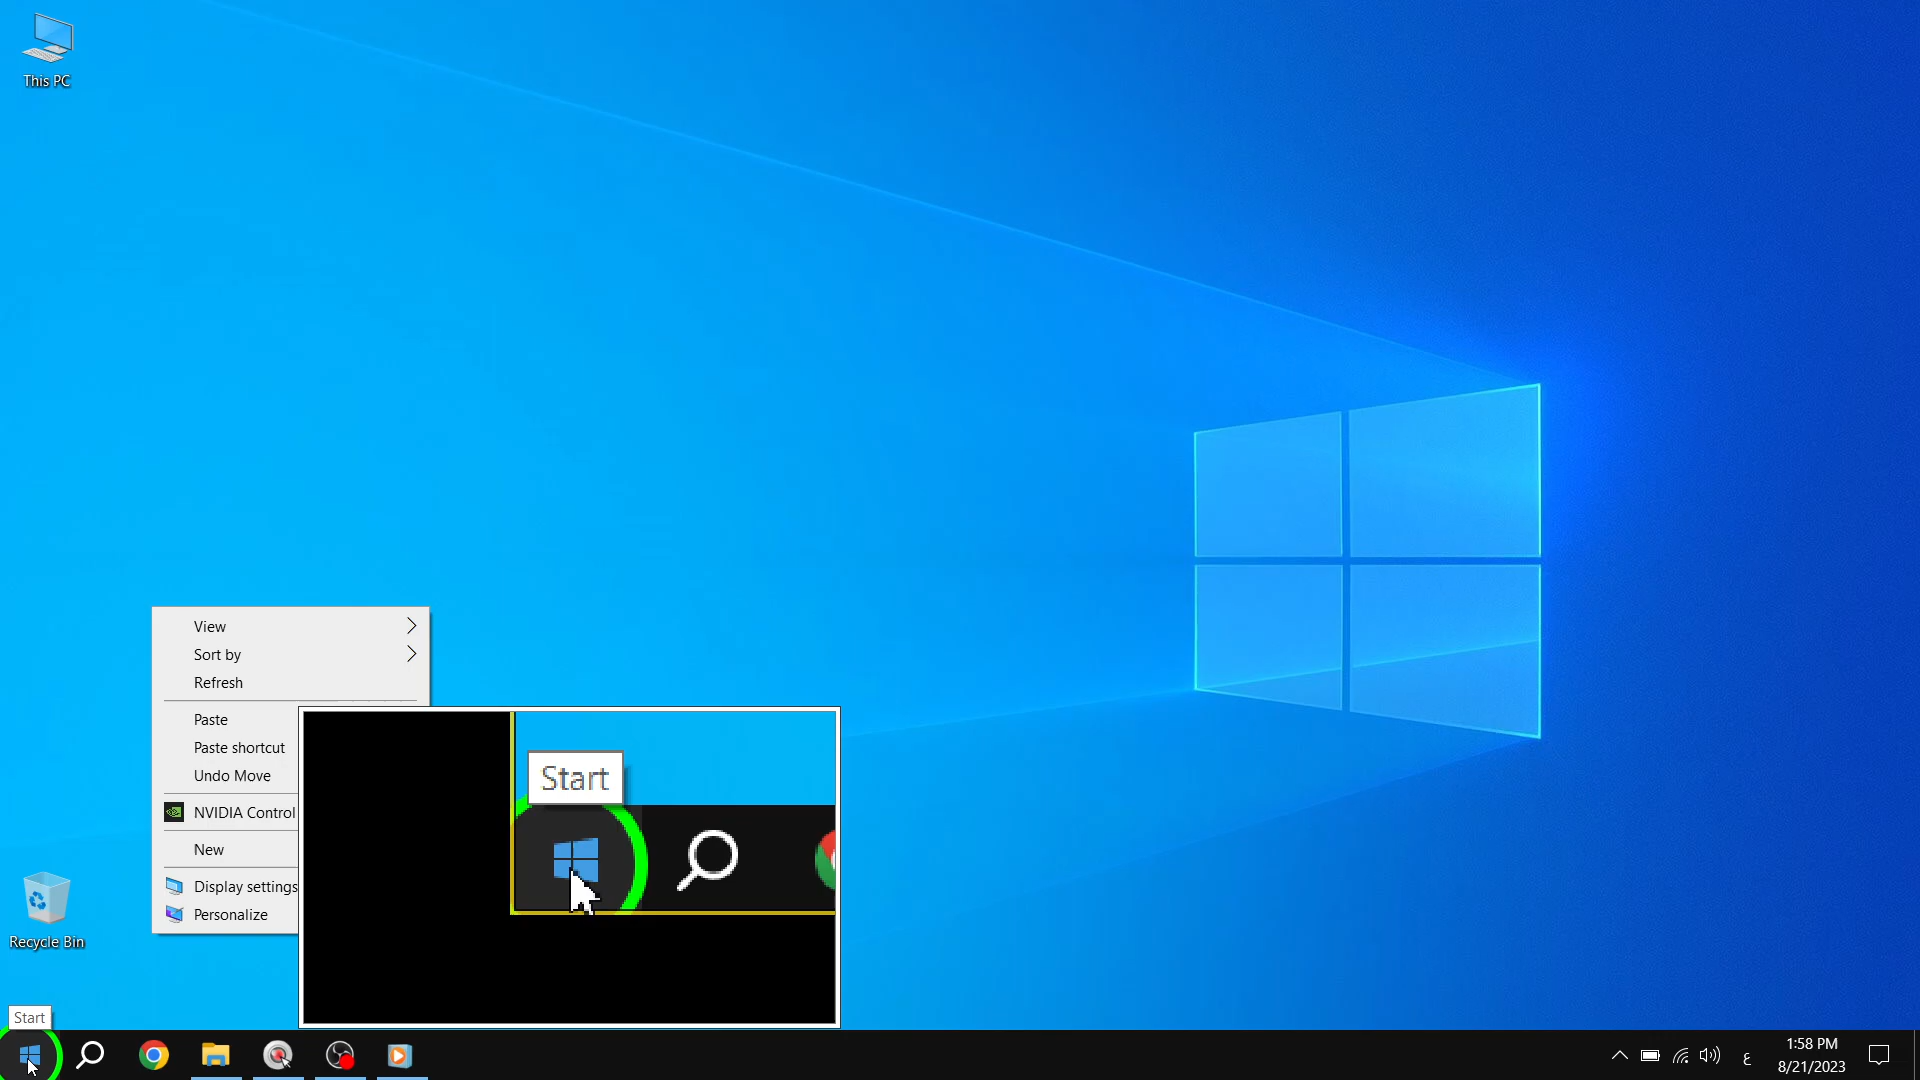 This PC
View
Sort by
Refresh
Paste
Paste shortcut
Undo Move
NVIDIA Control
New
Display settings
Personalize
Start
Recycle Bin
Start
ع
1:58 PM
8/21/2023